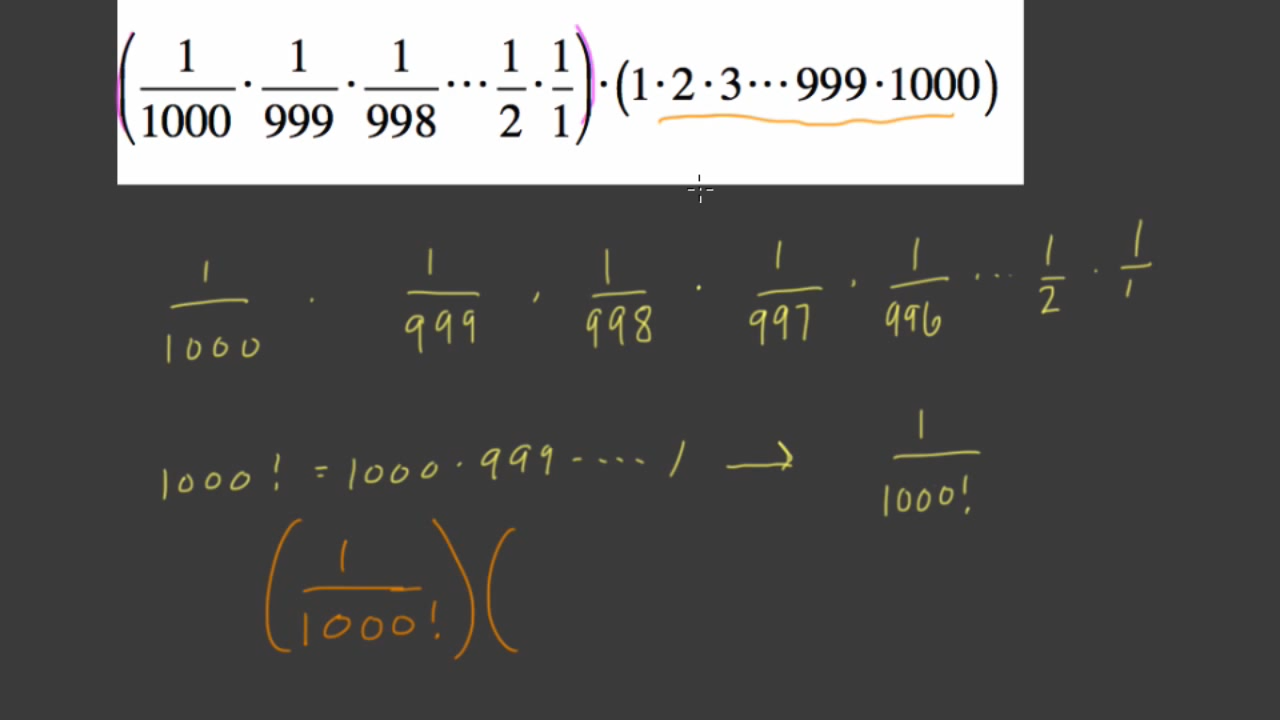 (1/1000 · 1/999 · 1/998 ··· 1/2 · 1/1) · (1·2·3···999·1000)
1/1000 · 1/999 · 1/998 · 1/997 · 1/996 ... 1/2 · 1/1
1000! = 1000 · 999 ····· 1 → 1/1000!
(1/1000!)(